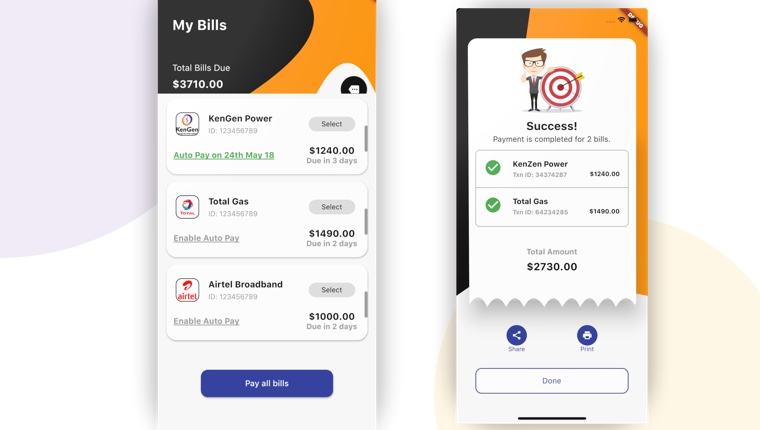 My Bills
Total Bills Due
$3710.00
KenGen
KenGen Power
ID: 123456789
Select
Auto Pay on 24th May 18
$1240.00
Due in 3 days
TOTAL
Total Gas
ID: 123456789
Select
Enable Auto Pay
$1490.00
Due in 2 days
airtel
Airtel Broadband
ID: 123456789
Select
Enable Auto Pay
$1000.00
Due in 2 days
Pay all bills
Success!
Payment is completed for 2 bills.
KenZen Power
Txn ID: 34374287
$1240.00
Total Gas
Txn ID: 64234285
$1490.00
Total Amount
$2730.00
Share
Print
Done